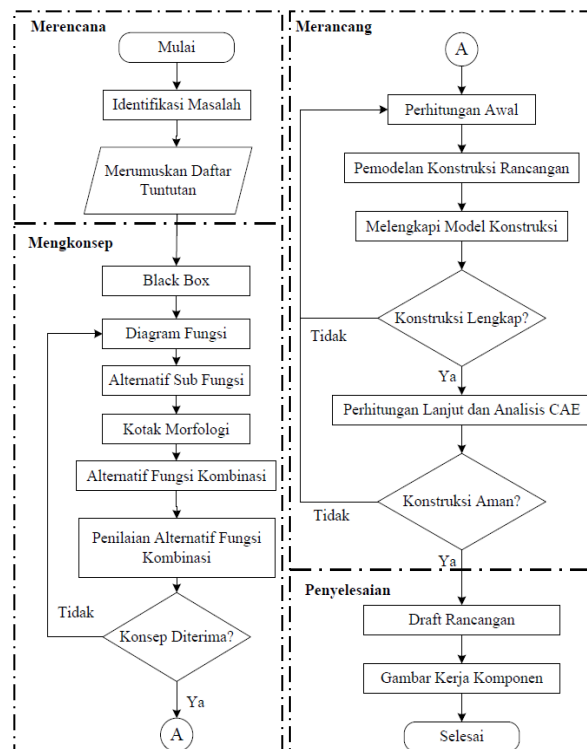 Merencana
Mulai
Identifikasi Masalah
Merumuskan Daftar
Tuntutan
Mengkonsep
Black Box
Diagram Fungsi
Alternatif Sub Fungsi
Kotak Morfologi
Alternatif Fungsi Kombinasi
Penilaian Alternatif Fungsi
Kombinasi
Tidak
Konsep Diterima?
Ya
A
Merancang
A
Perhitungan Awal
Pemodelan Konstruksi Rancangan
Melengkapi Model Konstruksi
Konstruksi Lengkap?
Tidak
Ya
Perhitungan Lanjut dan Analisis CAE
Konstruksi Aman?
Tidak
Ya
Penyelesaian
Draft Rancangan
Gambar Kerja Komponen
Selesai